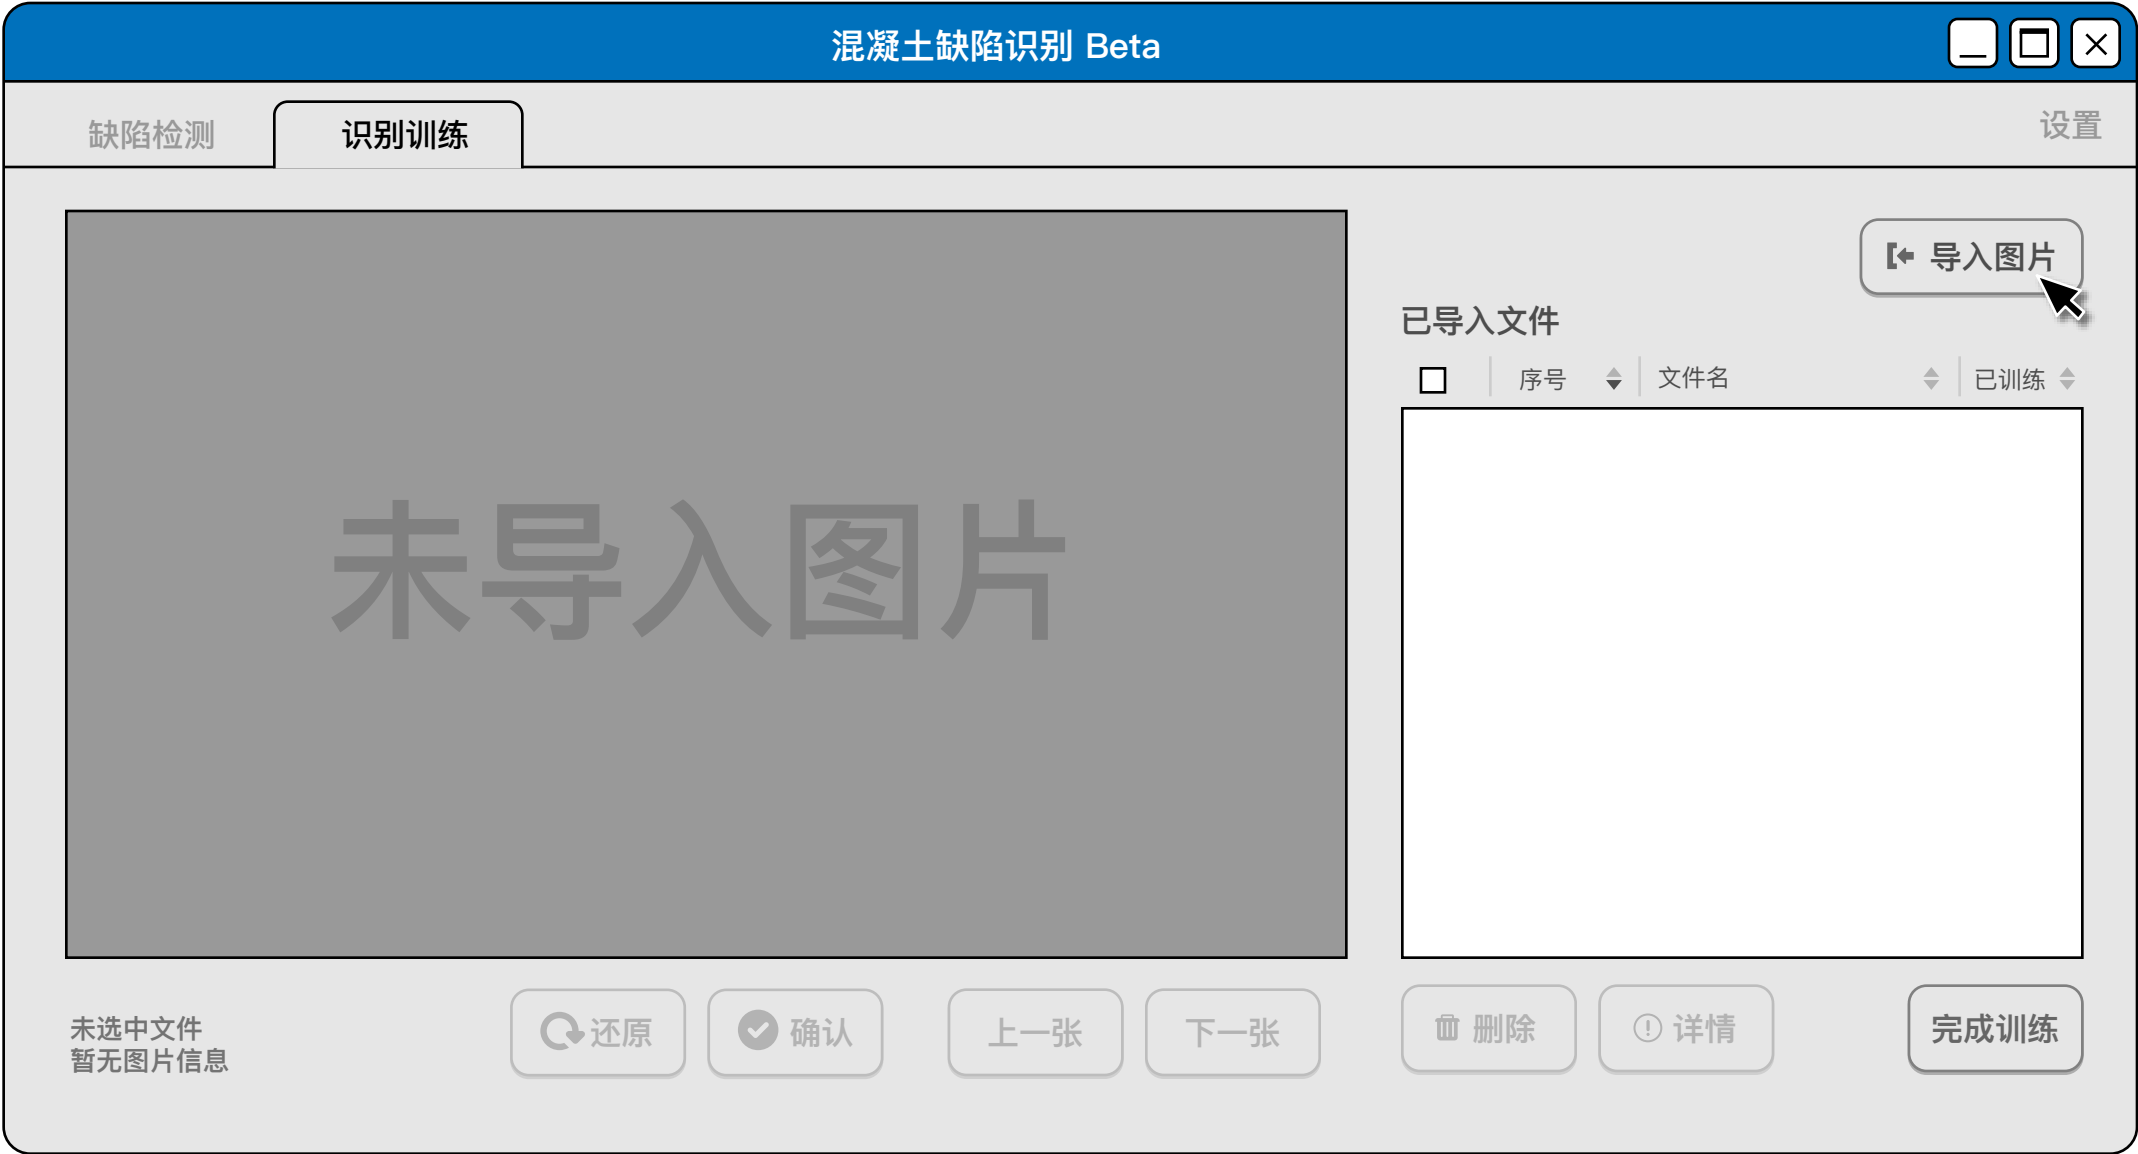 混凝土缺陷识别 Beta
缺陷检测
识别训练
设置
导入图片
已导入文件
序号
文件名
已训练
未导入图片
未选中文件
暂无图片信息
还原
确认
上一张
下一张
删除
详情
完成训练